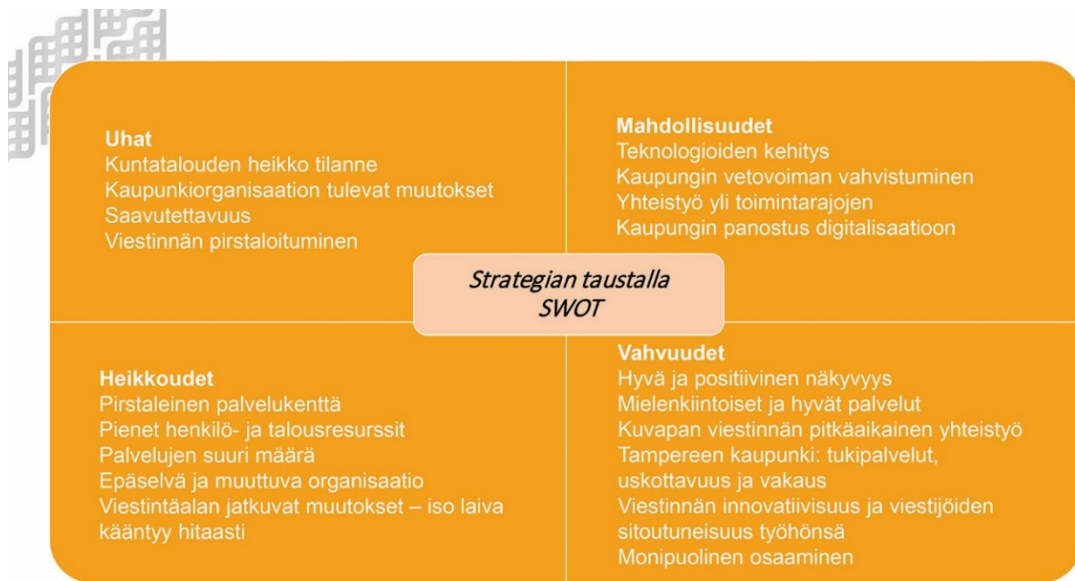 Uhat
Kuntatalouden heikko tilanne
Kaupunkiorganisaation tulevat muutokset
Saavutettavuus
Viestinnän pirstaloituminen
Mahdollisuudet
Teknologioiden kehitys
Kaupungin vetovoiman vahvistuminen
Yhteistyö yli toimintarajojen
Kaupungin panostus digitalisaatioon
Strategian taustalla
SWOT
Heikkoudet
Pirstaleinen palvelukenttä
Pienet henkilö- ja talousresurssit
Palvelujen suuri määrä
Epäselvä ja muuttuva organisaatio
Viestintäalan jatkuvat muutokset – iso laiva
kääntyy hitaasti
Vahvuudet
Hyvä ja positiivinen näkyvyys
Mielenkiintoiset ja hyvät palvelut
Kuvapan viestinnän pitkäaikainen yhteistyö
Tampereen kaupunki: tukipalvelut,
uskottavuus ja vakaus
Viestinnän innovatiivisuus ja viestijöiden
sitoutuneisuus työhönsä
Monipuolinen osaaminen